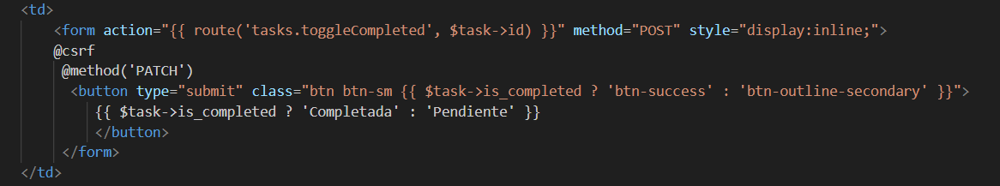 <td>
<form action="{{ route('tasks.toggleCompleted', $task->id) }}" method="POST" style="display:inline;">
@csrf
@method('PATCH')
<button type="submit" class="btn btn-sm {{ $task->is_completed ? 'btn-success' : 'btn-outline-secondary' }}">
{{ $task->is_completed ? 'Completada' : 'Pendiente' }}
</button>
</form>
</td>